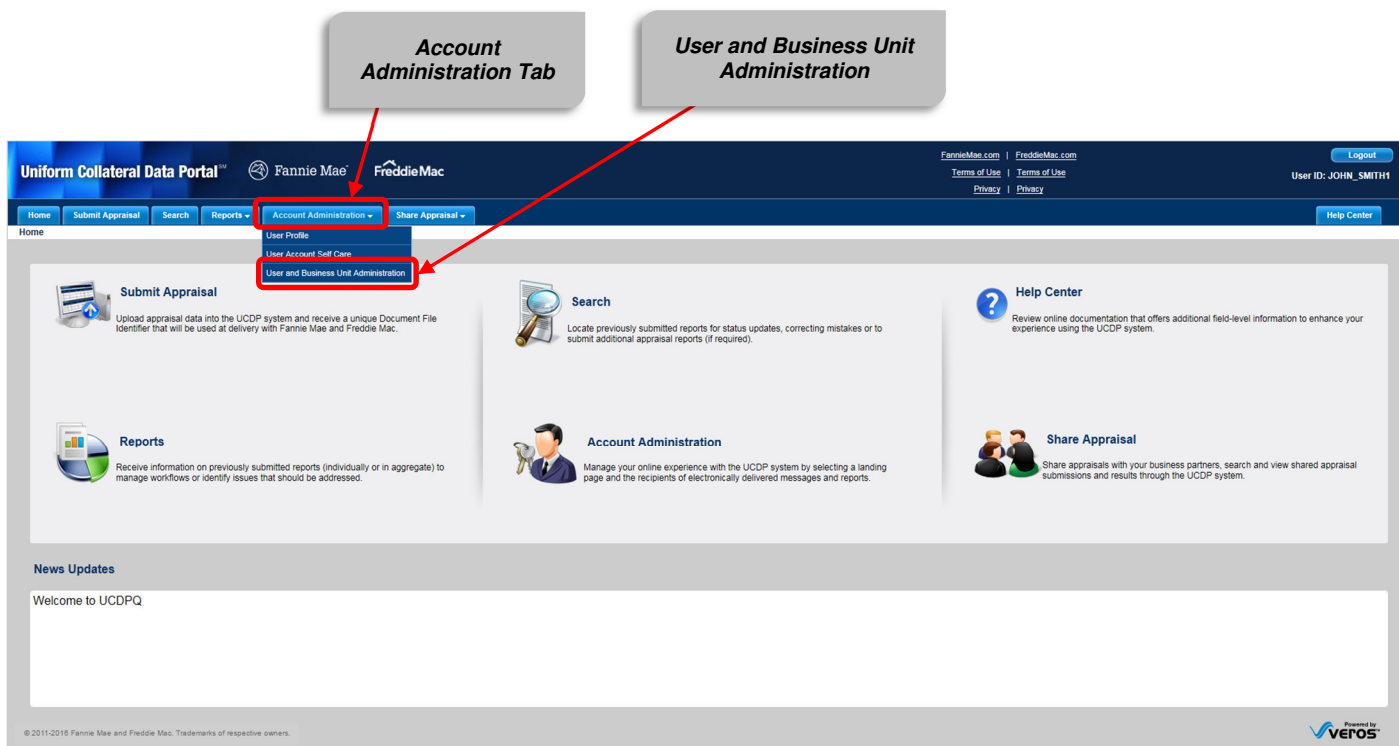 Account
Administration Tab
User and Business Unit
Administration
Uniform Collateral Data Portal℠
Fannie Mae®
Freddie Mac
FannieMae.com | FreddieMac.com
Terms of Use | Terms of Use
Privacy | Privacy
Logout
User ID: JOHN_SMITH1
Home Submit Appraisal Search Reports Account Administration Share Appraisal Help Center
Home
User Profile
User Account Self Care
User and Business Unit Administration
Submit Appraisal
Upload appraisal data into the UCDP system and receive a unique Document File
Identifier that will be used at delivery with Fannie Mae and Freddie Mac.
Search
Locate previously submitted reports for status updates, correcting mistakes or to
submit additional appraisal reports (if required).
Help Center
Review online documentation that offers additional field-level information to enhance your
experience using the UCDP system.
Reports
Receive information on previously submitted reports (individually or in aggregate) to
manage workflows or identify issues that should be addressed.
Account Administration
Manage your online experience with the UCDP system by selecting a landing
page and the recipients of electronically delivered messages and reports.
Share Appraisal
Share appraisals with your business partners, search and view shared appraisal
submissions and results through the UCDP system.
News Updates
Welcome to UCDPQ
© 2011-2016 Fannie Mae and Freddie Mac. Trademarks of respective owners.
Powered by
veros